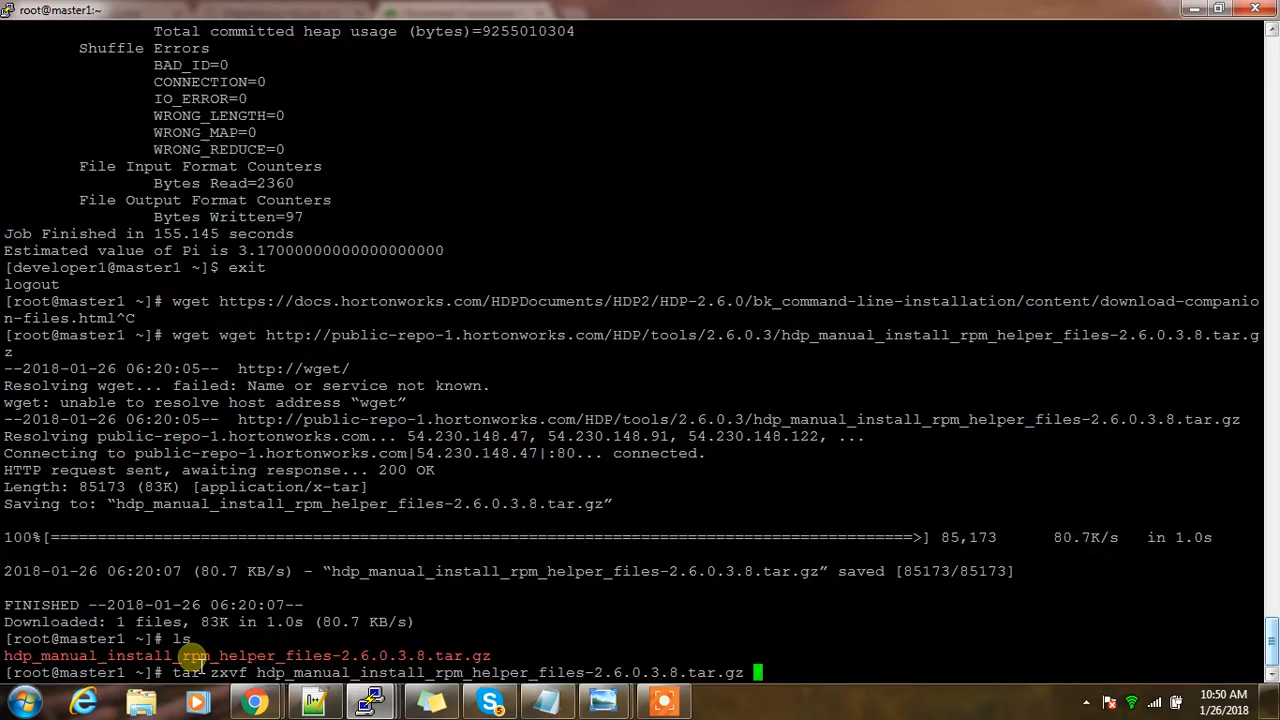 root@master1:~
Total committed heap usage (bytes)=9255010304
Shuffle Errors
BAD_ID=0
CONNECTION=0
IO_ERROR=0
WRONG_LENGTH=0
WRONG_MAP=0
WRONG_REDUCE=0
File Input Format Counters
Bytes Read=2360
File Output Format Counters
Bytes Written=97
Job Finished in 155.145 seconds
Estimated value of Pi is 3.17000000000000000000
[developer1@master1 ~]$ exit
logout
[root@master1 ~]# wget https://docs.hortonworks.com/HDPDocuments/HDP2/HDP-2.6.0/bk_command-line-installation/content/download-companio
n-files.html^C
[root@master1 ~]# wget wget http://public-repo-1.hortonworks.com/HDP/tools/2.6.0.3/hdp_manual_install_rpm_helper_files-2.6.0.3.8.tar.g
z
--2018-01-26 06:20:05--  http://wget/
Resolving wget... failed: Name or service not known.
wget: unable to resolve host address “wget”
--2018-01-26 06:20:05--  http://public-repo-1.hortonworks.com/HDP/tools/2.6.0.3/hdp_manual_install_rpm_helper_files-2.6.0.3.8.tar.gz
Resolving public-repo-1.hortonworks.com... 54.230.148.47, 54.230.148.91, 54.230.148.122, ...
Connecting to public-repo-1.hortonworks.com|54.230.148.47|:80... connected.
HTTP request sent, awaiting response... 200 OK
Length: 85173 (83K) [application/x-tar]
Saving to: “hdp_manual_install_rpm_helper_files-2.6.0.3.8.tar.gz”
100%[=============================================================================================>] 85,173      80.7K/s   in 1.0s
2018-01-26 06:20:07 (80.7 KB/s) - “hdp_manual_install_rpm_helper_files-2.6.0.3.8.tar.gz” saved [85173/85173]
FINISHED --2018-01-26 06:20:07--
Downloaded: 1 files, 83K in 1.0s (80.7 KB/s)
[root@master1 ~]# ls
hdp_manual_install_rpm_helper_files-2.6.0.3.8.tar.gz
[root@master1 ~]# tar zxvf hdp_manual_install_rpm_helper_files-2.6.0.3.8.tar.gz
10:50 AM
1/26/2018